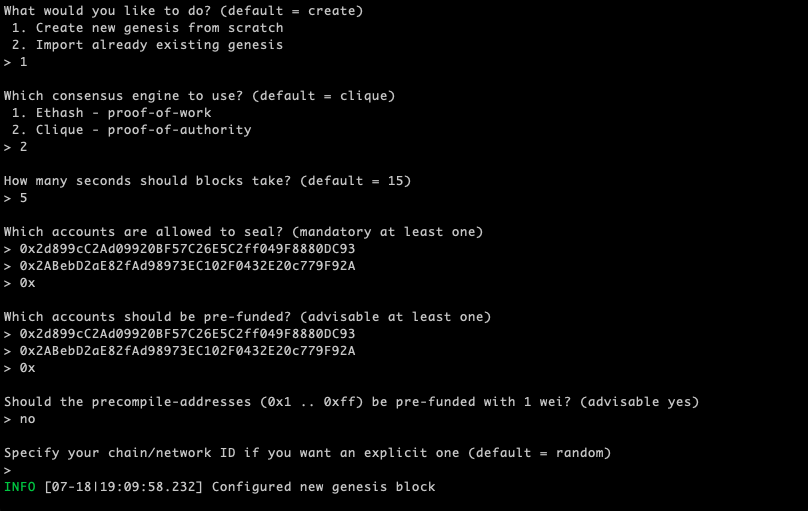 What would you like to do? (default = create)
 1. Create new genesis from scratch
 2. Import already existing genesis
> 1
Which consensus engine to use? (default = clique)
 1. Ethash - proof-of-work
 2. Clique - proof-of-authority
> 2
How many seconds should blocks take? (default = 15)
> 5
Which accounts are allowed to seal? (mandatory at least one)
> 0x2d899cC2Ad09920BF57C26E5C2ff049F8880DC93
> 0x2ABebD2aE82fAd98973EC102F0432E20c779F92A
> 0x
Which accounts should be pre-funded? (advisable at least one)
> 0x2d899cC2Ad09920BF57C26E5C2ff049F8880DC93
> 0x2ABebD2aE82fAd98973EC102F0432E20c779F92A
> 0x
Should the precompile-addresses (0x1 .. 0xff) be pre-funded with 1 wei? (advisable yes)
> no
Specify your chain/network ID if you want an explicit one (default = random)
>
INFO [07-18|19:09:58.232] Configured new genesis block